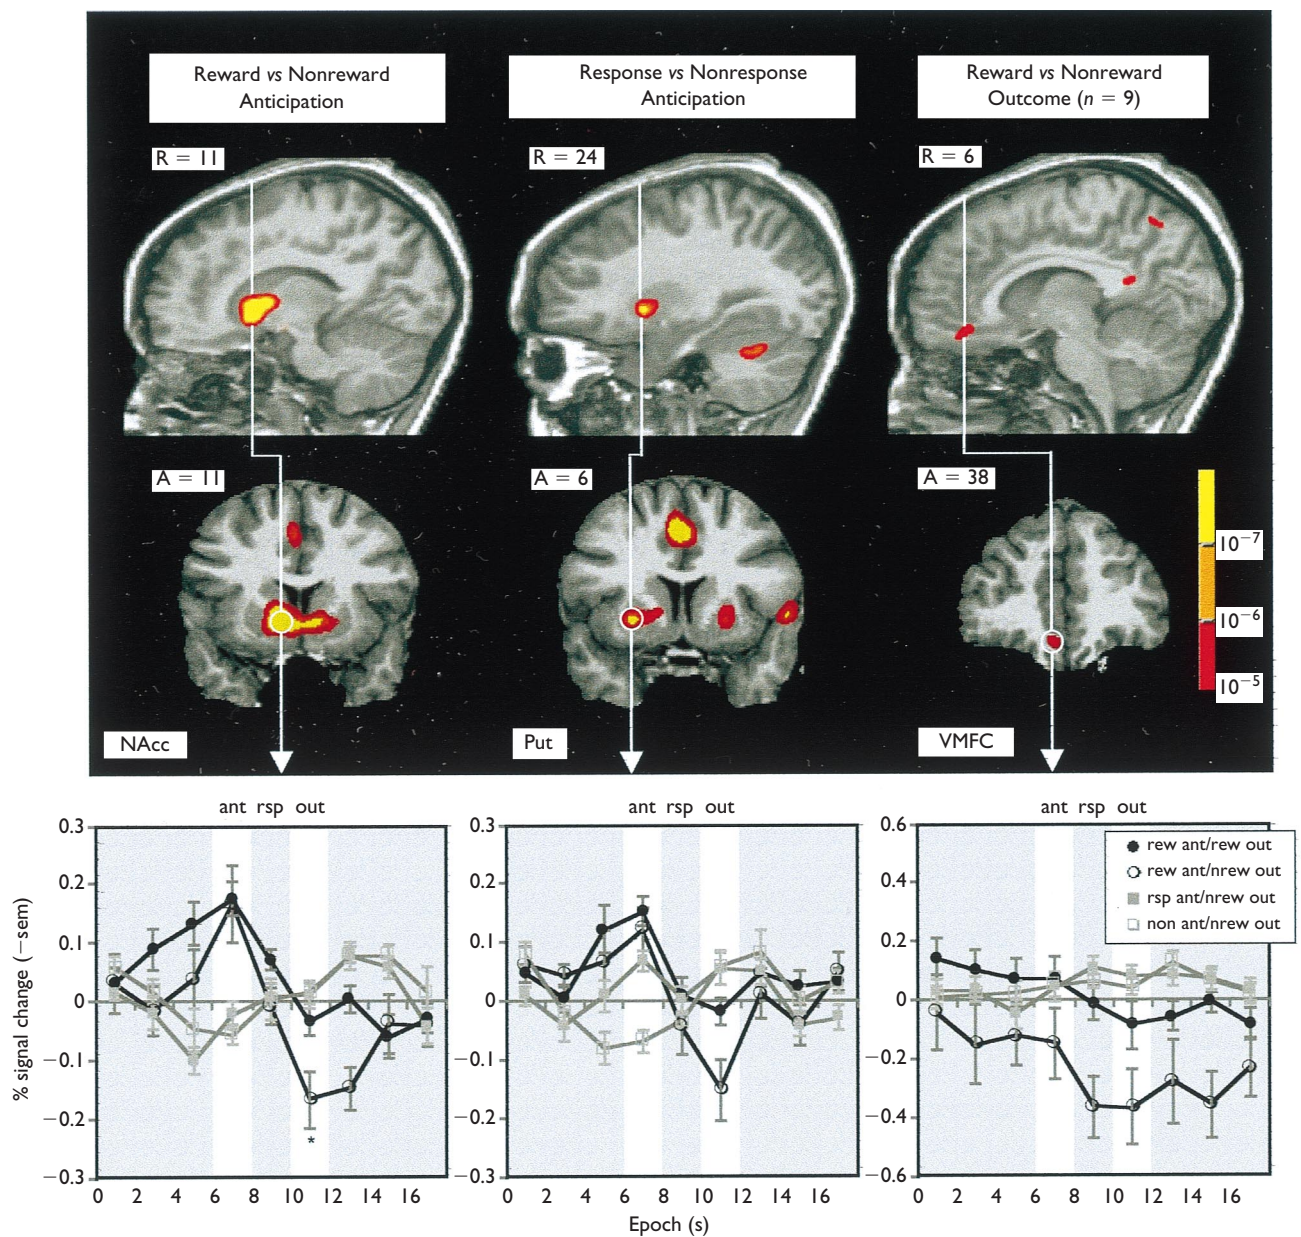 Reward vs Nonreward
Anticipation
Response vs Nonresponse
Anticipation
Reward vs Nonreward
Outcome (n = 9)
R = 11
R = 24
R = 6
A = 11
A = 6
A = 38
10−7
10−6
10−5
NAcc
Put
VMFC
ant rsp out
ant rsp out
ant rsp out
% signal change (−sem)
0.3
0.2
0.1
0
−0.1
−0.2
−0.3
0 2 4 6 8 10 12 14 16
0.3
0.2
0.1
0
−0.1
−0.2
−0.3
0 2 4 6 8 10 12 14 16
0.6
0.4
0.2
0
−0.2
−0.4
−0.6
0 2 4 6 8 10 12 14 16
*
rew ant/rew out
rew ant/nrew out
rsp ant/nrew out
non ant/nrew out
Epoch (s)